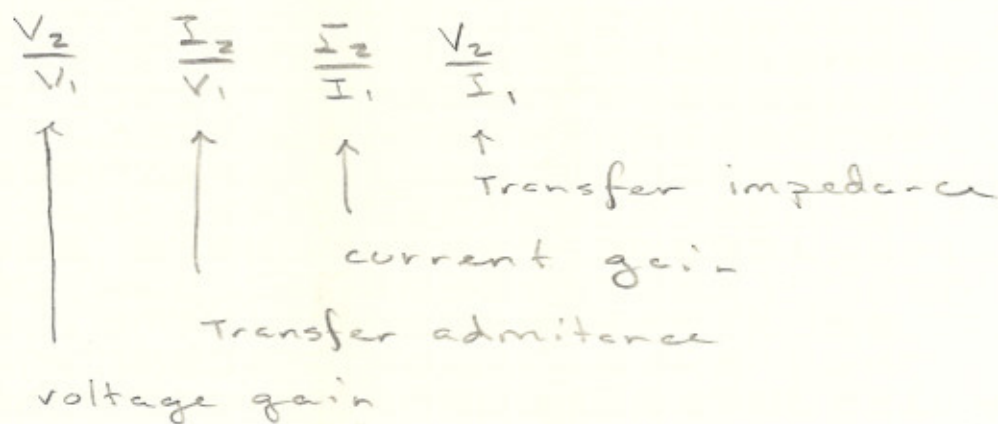 V2/V1 I2/V1 I2/I1 V2/I1
Transfer impedance
current gain
Transfer admitance
voltage gain